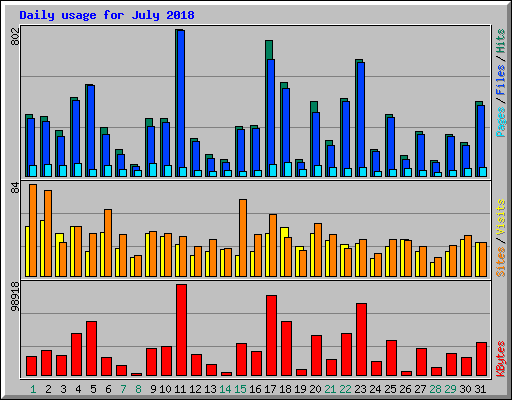 Daily usage for July 2018
802
Pages / Files / Hits
84
Sites / Visits
98918
KBytes
1 2 3 4 5 6 7 8 9 10 11 12 13 14 15 16 17 18 19 20 21 22 23 24 25 26 27 28 29 30 31